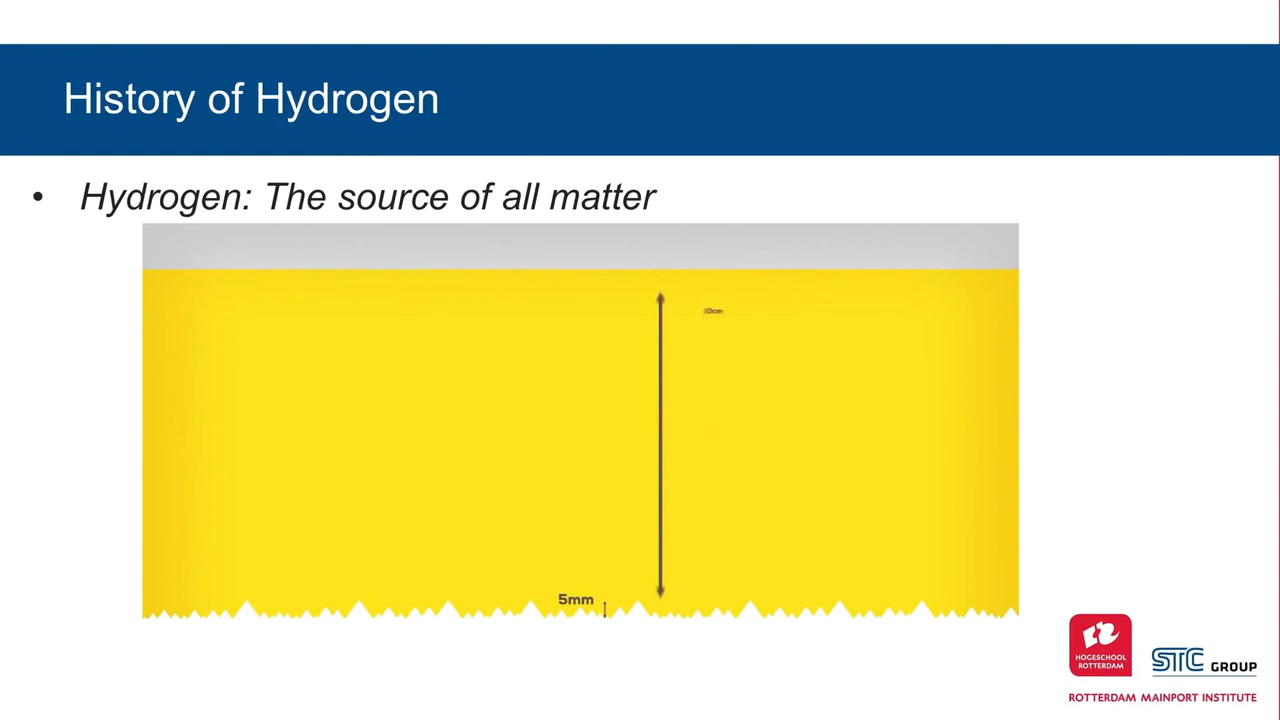 History of Hydrogen
• Hydrogen: The source of all matter
5mm
HOGESCHOOL
ROTTERDAM
STC GROUP
ROTTERDAM MAINPORT INSTITUTE